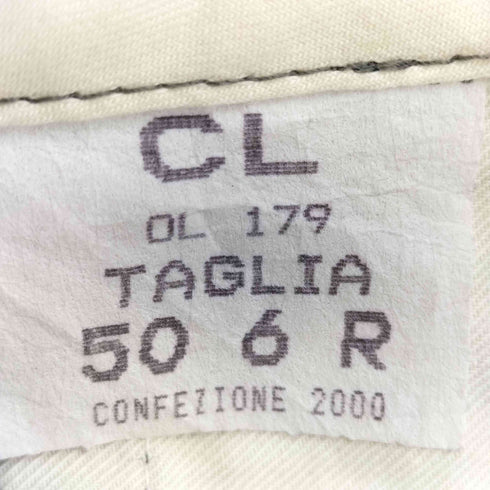 CL
OL 179
TAGLIA
50 6 R
CONFEZIONE 2000